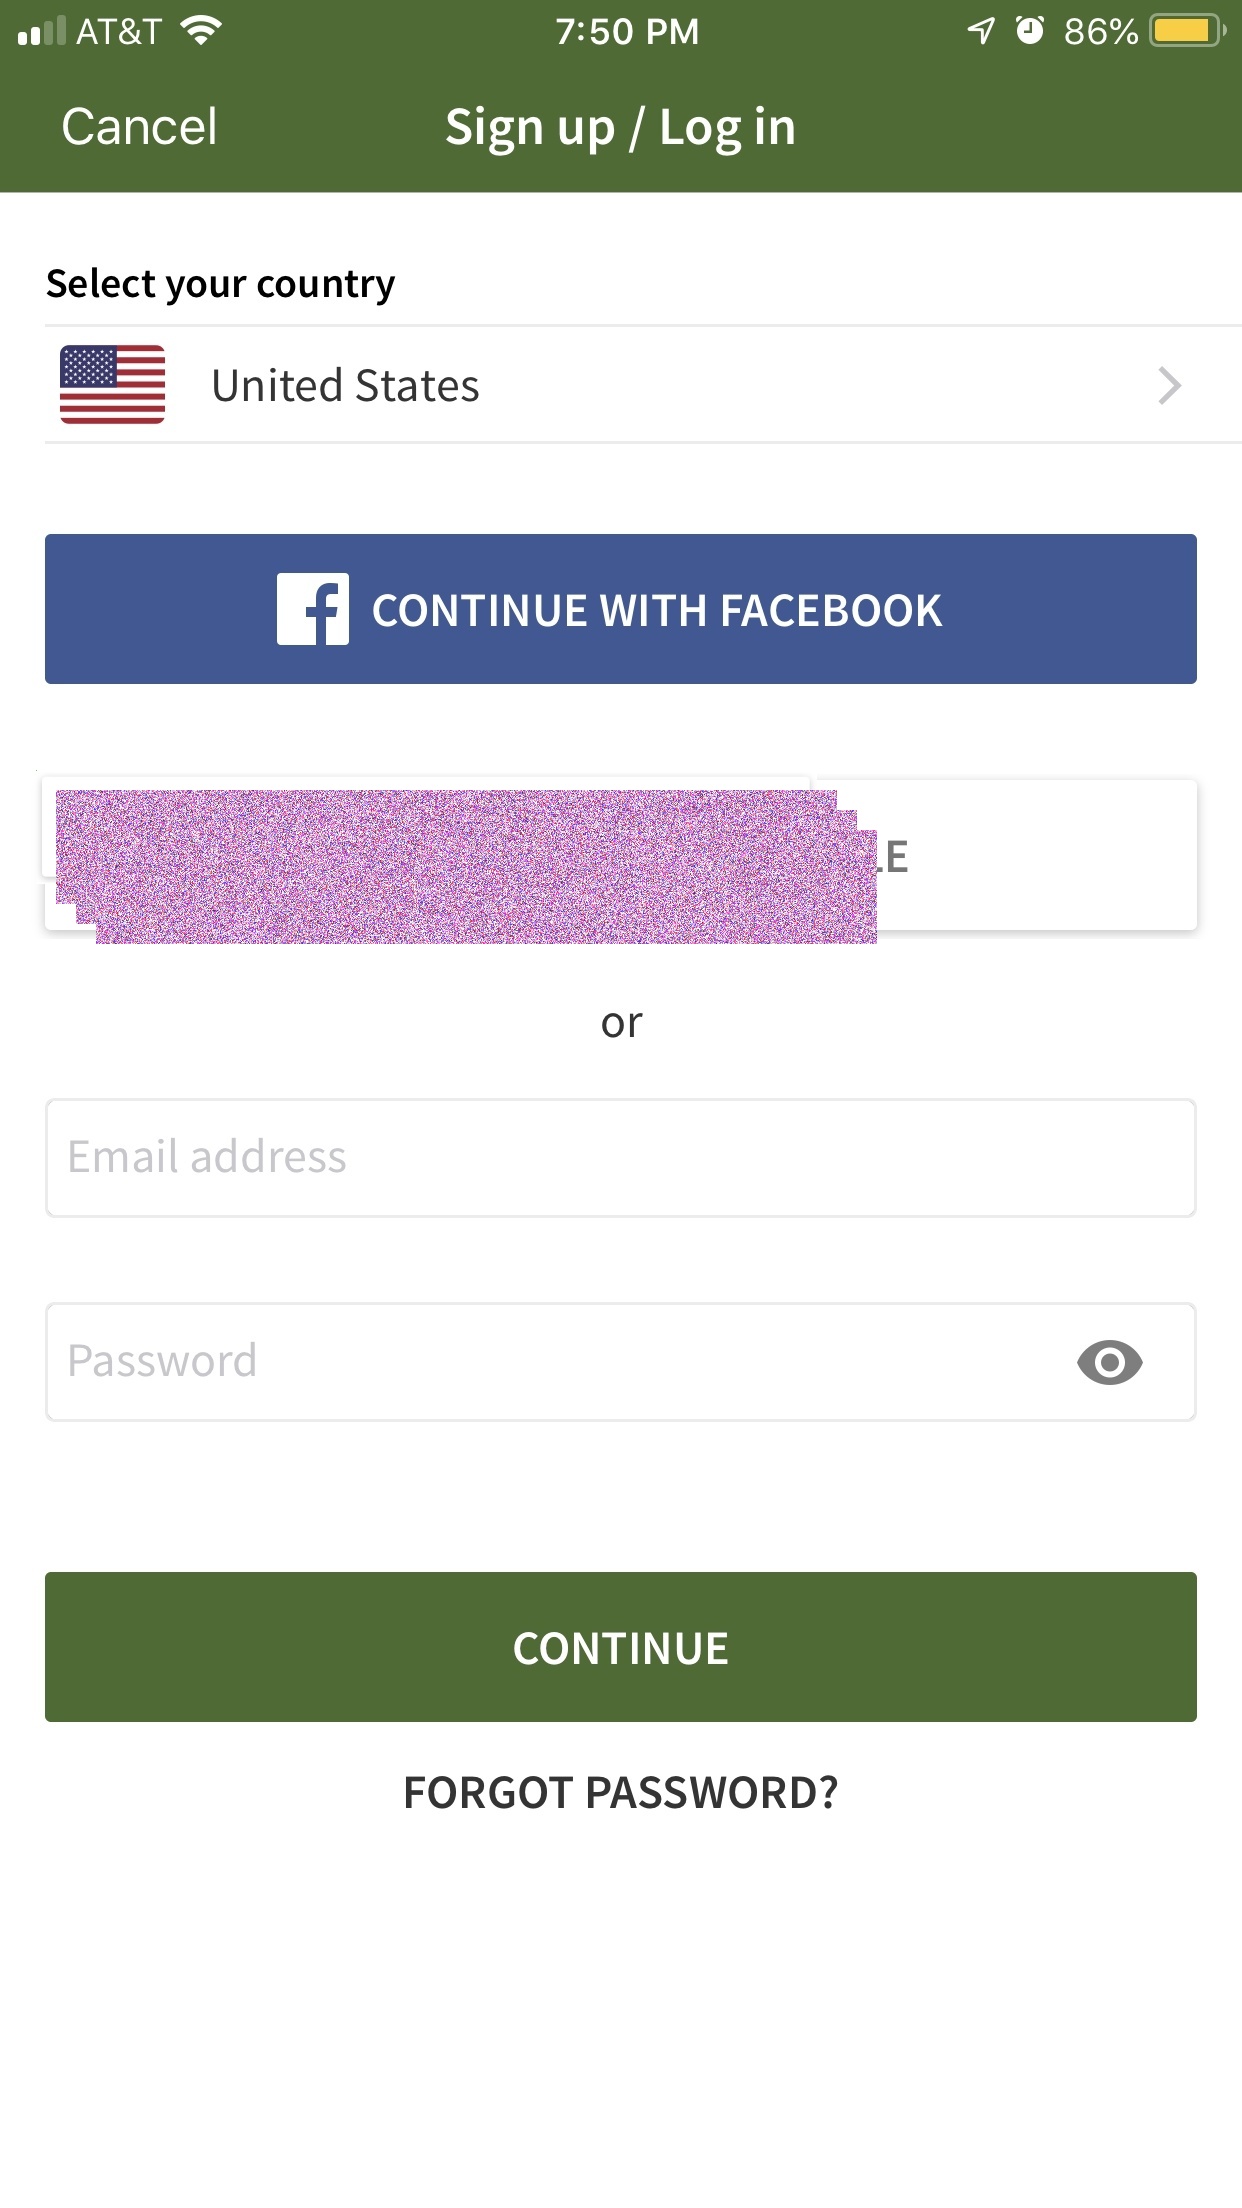 AT&T 7:50 PM 86%
Cancel Sign up / Log in
Select your country
United States
CONTINUE WITH FACEBOOK
or
Email address
Password
CONTINUE
FORGOT PASSWORD?